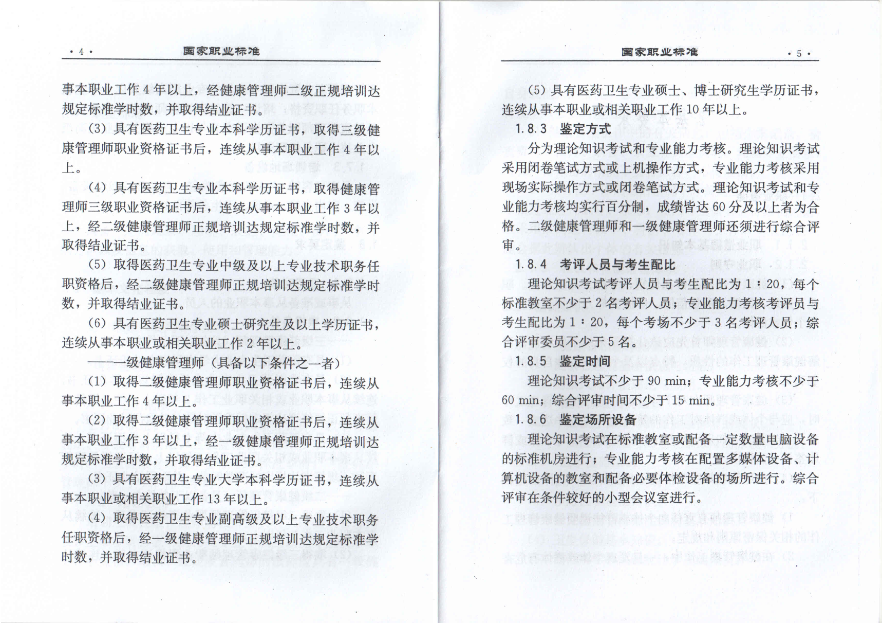 · 4 ·
国家职业标准
事本职业工作 4 年以上，经健康管理师二级正规培训达
规定标准学时数，并取得结业证书。
（3）具有医药卫生专业本科学历证书，取得三级健
康管理师职业资格证书后，连续从事本职业工作 4 年以
上。
（4）具有医药卫生专业本科学历证书，取得健康管
理师三级职业资格证书后，连续从事本职业工作 3 年以
上，经二级健康管理师正规培训达规定标准学时数，并
取得结业证书。
（5）取得医药卫生专业中级及以上专业技术职务任
职资格后，经二级健康管理师正规培训达规定标准学时
数，并取得结业证书。
（6）具有医药卫生专业硕士研究生及以上学历证书，
连续从事本职业或相关职业工作 2 年以上。
——一级健康管理师（具备以下条件之一者）
（1）取得二级健康管理师职业资格证书后，连续从
事本职业工作 4 年以上。
（2）取得二级健康管理师职业资格证书后，连续从
事本职业工作 3 年以上，经一级健康管理师正规培训达
规定标准学时数，并取得结业证书。
（3）具有医药卫生专业大学本科学历证书，连续从
事本职业或相关职业工作 13 年以上。
（4）取得医药卫生专业副高级及以上专业技术职务
任职资格后，经一级健康管理师正规培训达规定标准学
时数，并取得结业证书。
国家职业标准
· 5 ·
（5）具有医药卫生专业硕士、博士研究生学历证书，
连续从事本职业或相关职业工作 10 年以上。
1.8.3 鉴定方式
分为理论知识考试和专业能力考核。理论知识考试
采用闭卷笔试方式或上机操作方式，专业能力考核采用
现场实际操作方式或闭卷笔试方式。理论知识考试和专
业能力考核均实行百分制，成绩皆达 60 分及以上者为合
格。二级健康管理师和一级健康管理师还须进行综合评
审。
1.8.4 考评人员与考生配比
理论知识考试考评人员与考生配比为 1∶20，每个
标准教室不少于 2 名考评人员；专业能力考核考评员与
考生配比为 1∶20，每个考场不少于 3 名考评人员；综
合评审委员不少于 5 名。
1.8.5 鉴定时间
理论知识考试不少于 90 min；专业能力考核不少于
60 min；综合评审时间不少于 15 min。
1.8.6 鉴定场所设备
理论知识考试在标准教室或配备一定数量电脑设备
的标准机房进行；专业能力考核在配置多媒体设备、计
算机设备的教室和配备必要体检设备的场所进行。综合
评审在条件较好的小型会议室进行。